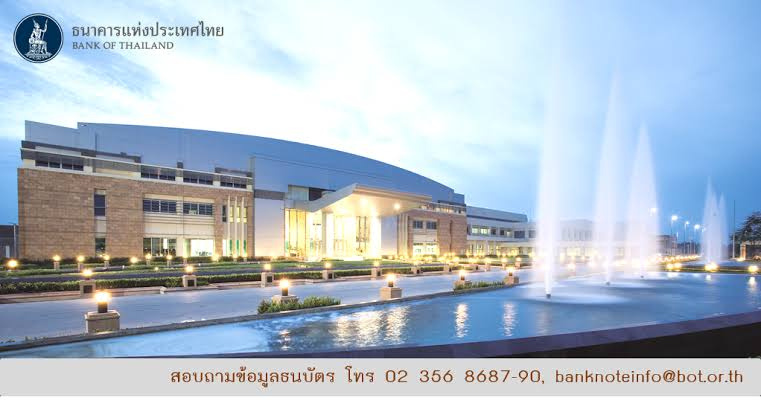 ธนาคารแห่งประเทศไทย
BANK OF THAILAND
สอบถามข้อมูลธนบัตร โทร 02 356 8687-90, banknoteinfo@bot.or.th